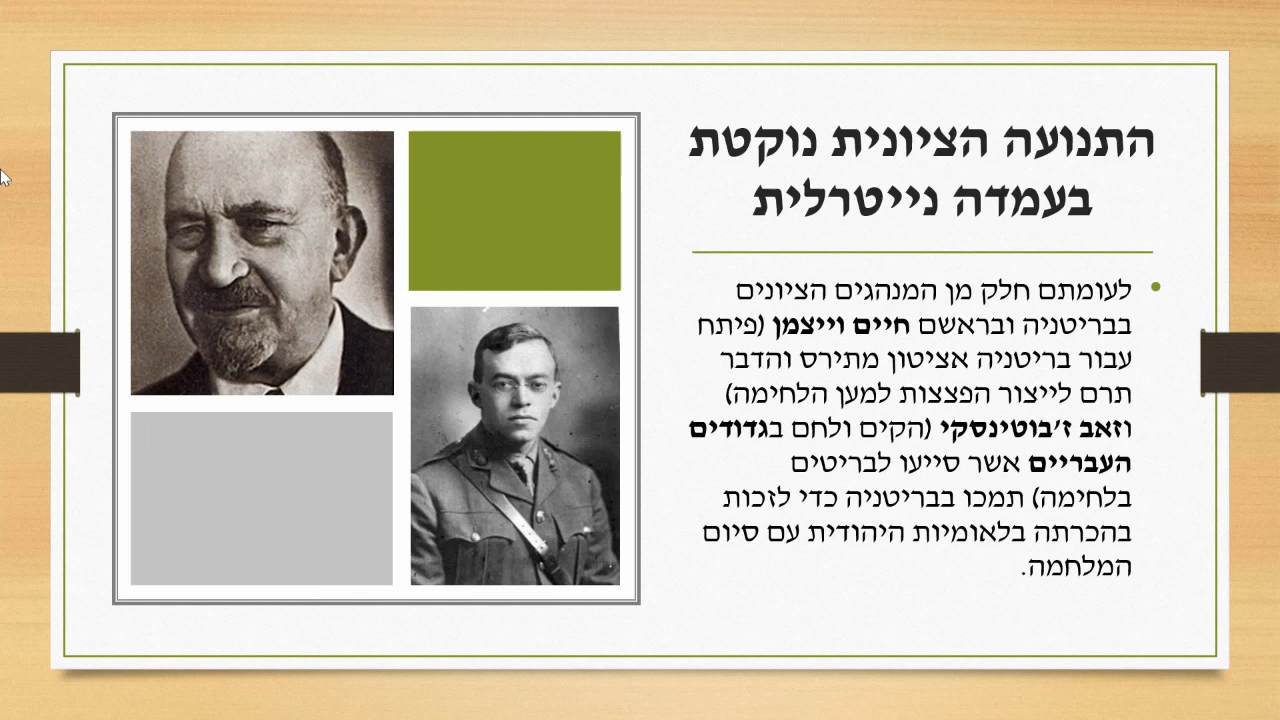 התנועה הציונית נוקטת
בעמדה נייטרלית
• לעומתם חלק מן המנהגים הציונים
בבריטניה ובראשם חיים וייצמן (פיתח
עבור בריטניה אציטון מתירס והדבר
תרם לייצור הפצצות למען הלחימה)
וזאב ז'בוטינסקי (הקים ולחם בגדודים
העבריים אשר סייעו לבריטים
בלחימה) תמכו בבריטניה כדי לזכות
בהכרתה בלאומיות היהודית עם סיום
המלחמה.